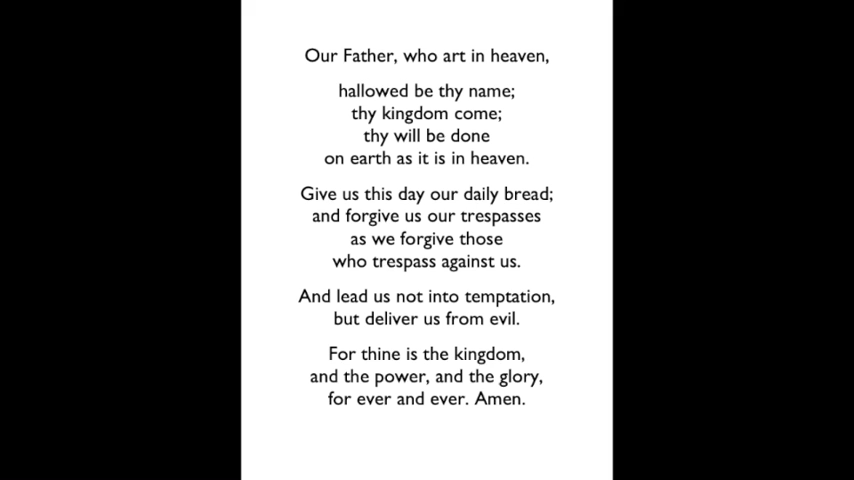 Our Father, who art in heaven,
hallowed be thy name;
thy kingdom come;
thy will be done
on earth as it is in heaven.
Give us this day our daily bread;
and forgive us our trespasses
as we forgive those
who trespass against us.
And lead us not into temptation,
but deliver us from evil.
For thine is the kingdom,
and the power, and the glory,
for ever and ever. Amen.